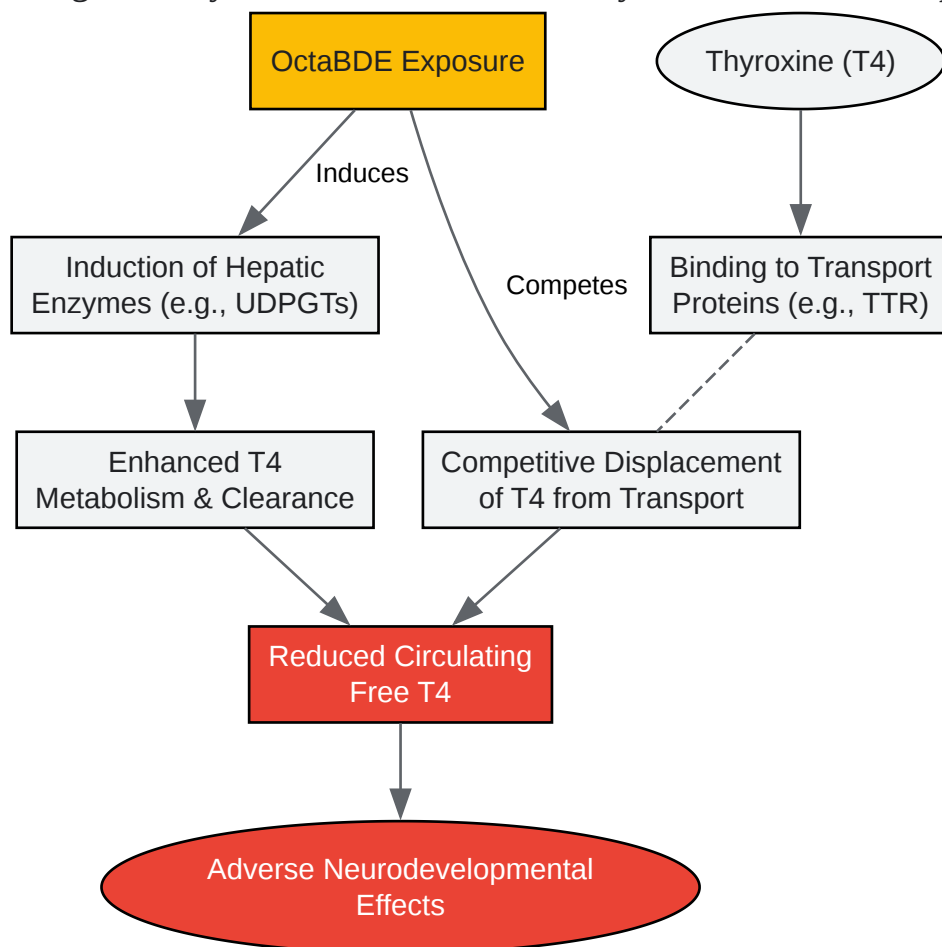 OctaBDE Exposure
Thyroxine (T4)
Induces
Induction of Hepatic
Enzymes (e.g., UDPGTs)
Competes
Binding to Transport
Proteins (e.g., TTR)
Enhanced T4
Metabolism & Clearance
Competitive Displacement
of T4 from Transport
Reduced Circulating
Free T4
Adverse Neurodevelopmental
Effects